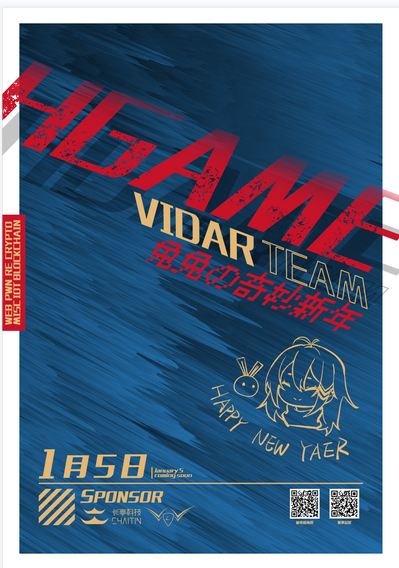 HGAME
VIDAR TEAM
兔兔の奇妙新年
WEB PWN RE CRYPTO
MISC IOT BLOCKCHAIN
HAPPY NEW YAER
1月5日
January 5
coming soon
SPONSOR
长亭科技
CHAITIN